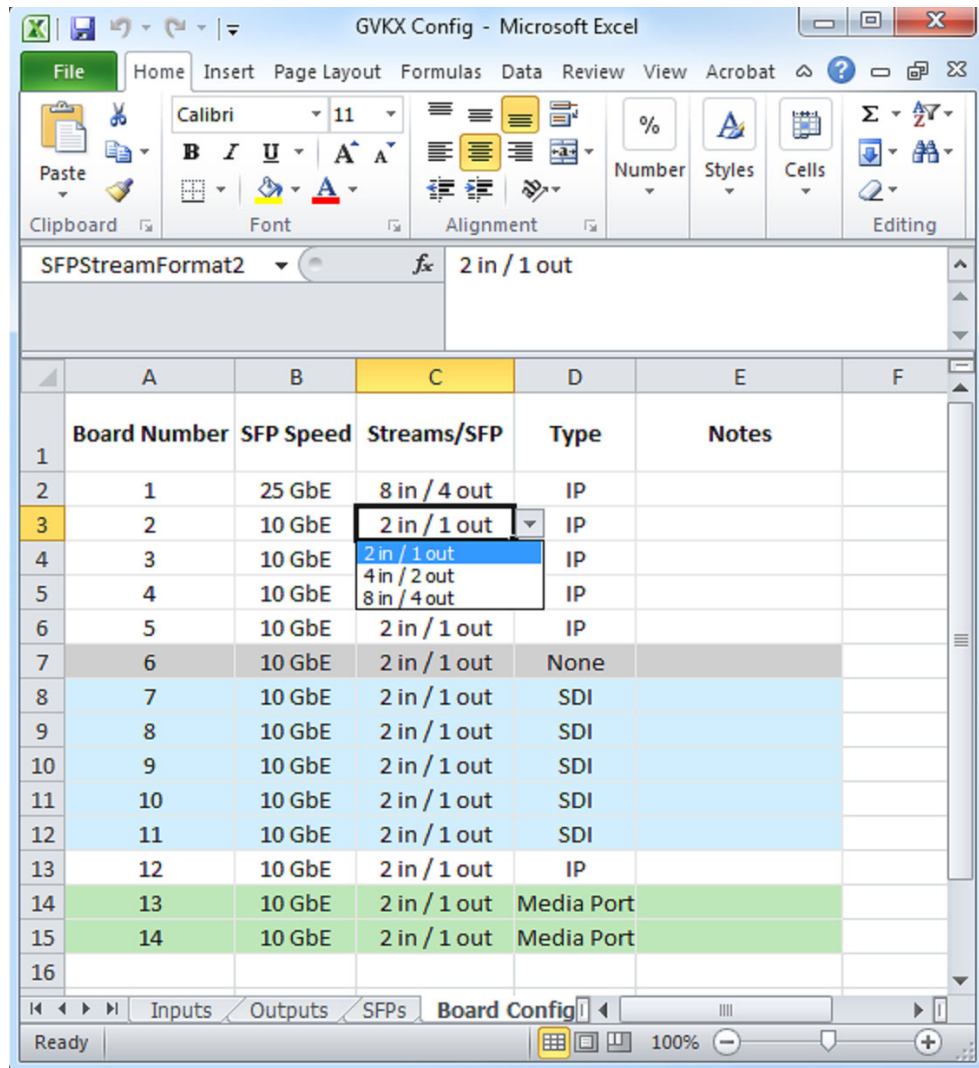 GVKX Config - Microsoft Excel
File Home Insert Page Layout Formulas Data Review View Acrobat
Calibri 11
Paste B I U A A % Number Styles Cells
Clipboard Font Alignment Editing
SFPStreamFormat2 fx 2 in / 1 out
A B C D E F
1 Board Number SFP Speed Streams/SFP Type Notes
2 1 25 GbE 8 in / 4 out IP
3 2 10 GbE 2 in / 1 out IP
4 3 10 GbE 2 in / 1 out IP
4 in / 2 out
5 4 10 GbE 8 in / 4 out IP
6 5 10 GbE 2 in / 1 out IP
7 6 10 GbE 2 in / 1 out None
8 7 10 GbE 2 in / 1 out SDI
9 8 10 GbE 2 in / 1 out SDI
10 9 10 GbE 2 in / 1 out SDI
11 10 10 GbE 2 in / 1 out SDI
12 11 10 GbE 2 in / 1 out SDI
13 12 10 GbE 2 in / 1 out IP
14 13 10 GbE 2 in / 1 out Media Port
15 14 10 GbE 2 in / 1 out Media Port
16
Inputs Outputs SFPs Board Config
Ready 100%